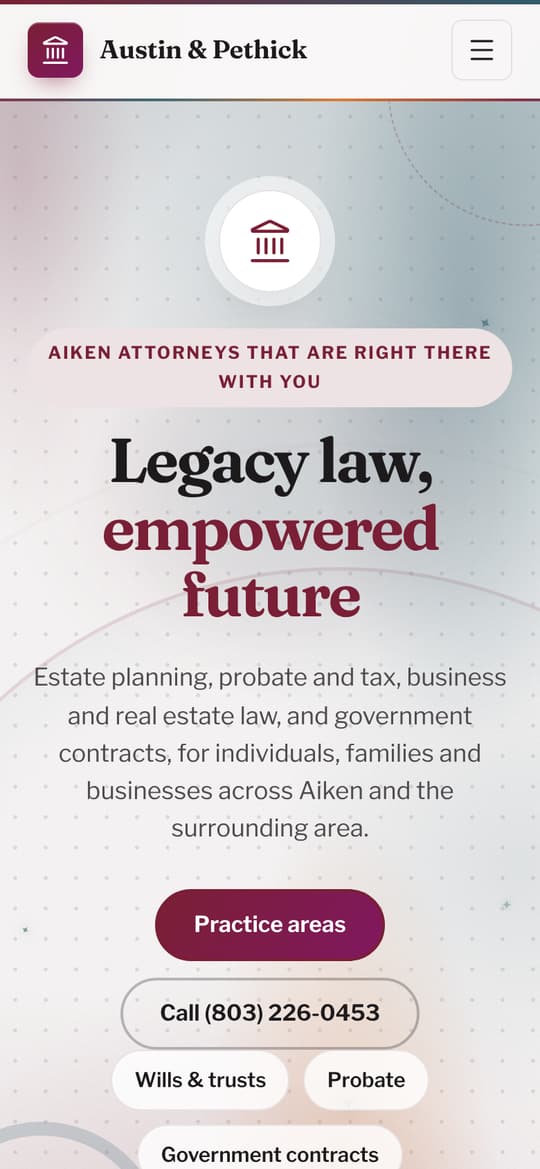 Austin & Pethick
AIKEN ATTORNEYS THAT ARE RIGHT THERE
WITH YOU
Legacy law,
empowered
future
Estate planning, probate and tax, business
and real estate law, and government
contracts, for individuals, families and
businesses across Aiken and the
surrounding area.
Practice areas
Call (803) 226-0453
Wills & trusts
Probate
Government contracts